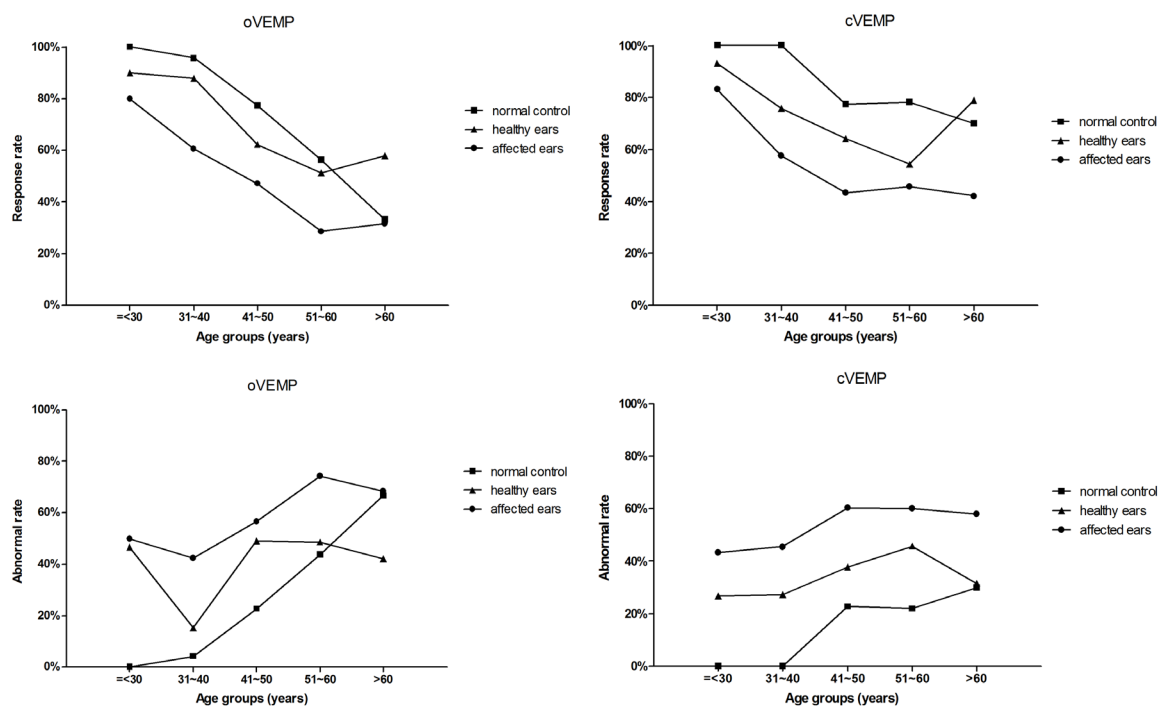 oVEMP
100%
80%
60%
40%
20%
0%
Response rate
=<30 31~40 41~50 51~60 >60
Age groups (years)
normal control
healthy ears
affected ears
cVEMP
100%
80%
60%
40%
20%
0%
Response rate
=<30 31~40 41~50 51~60 >60
Age groups (years)
normal control
healthy ears
affected ears
oVEMP
100%
80%
60%
40%
20%
0%
Abnormal rate
=<30 31~40 41~50 51~60 >60
Age groups (years)
normal control
healthy ears
affected ears
cVEMP
100%
80%
60%
40%
20%
0%
Abnormal rate
=<30 31~40 41~50 51~60 >60
Age groups (years)
normal control
healthy ears
affected ears